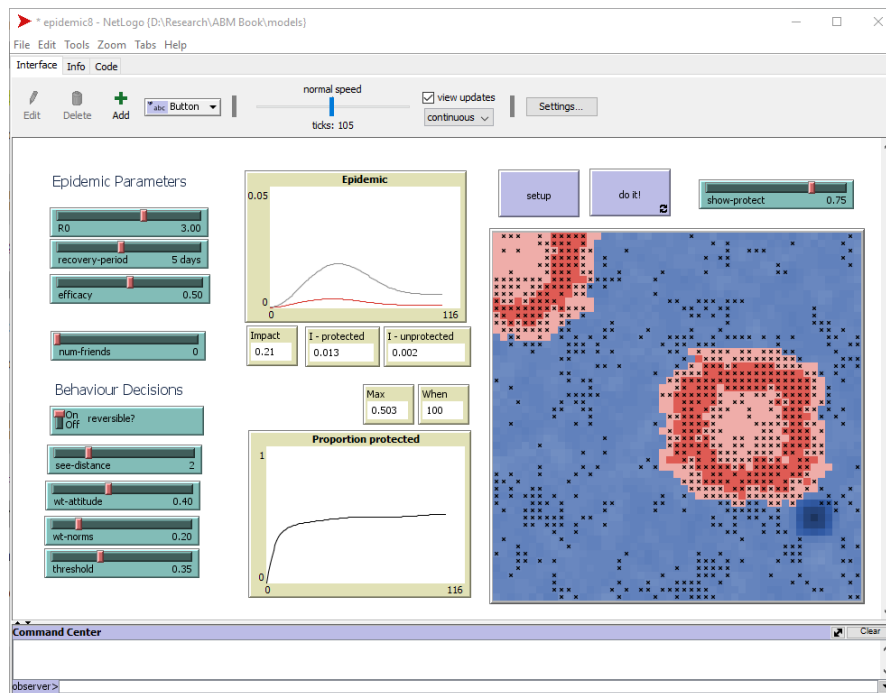 * epidemic8 - NetLogo {D:\Research\ABM Book\models}
File Edit Tools Zoom Tabs Help
Interface Info Code
Edit
Delete
Add
abc Button
normal speed
ticks: 105
view updates
continuous
Settings...
Epidemic Parameters
R0 3.00
recovery-period 5 days
efficacy 0.50
num-friends 0
Behaviour Decisions
On
Off
reversible?
see-distance 2
wt-attitude 0.40
wt-norms 0.20
threshold 0.35
Epidemic
0.05
0
0 116
Impact
0.21
I - protected
0.013
I - unprotected
0.002
Max
0.503
When
100
Proportion protected
1
0
0 116
setup
do it!
show-protect 0.75
Command Center
Clear
observer>